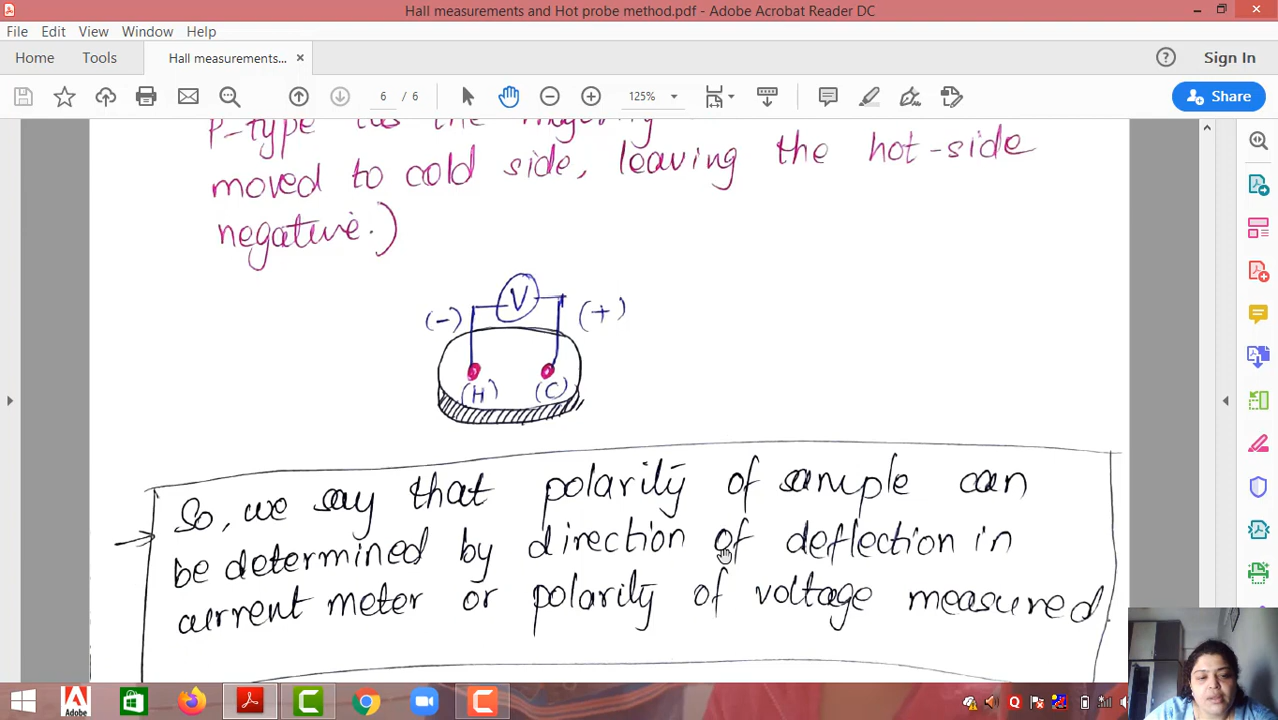 Hall measurements and Hot probe method.pdf - Adobe Acrobat Reader DC
File Edit View Window Help
Home Tools Hall measurements... ×
6 / 6 125% Share
Sign In
P-type the
moved to cold side, leaving the hot-side
negative.)
V
(-) (+)
(H) (C)
So, we say that polarity of sample can
be determined by direction of deflection in
current meter or polarity of voltage measured.
Adobe